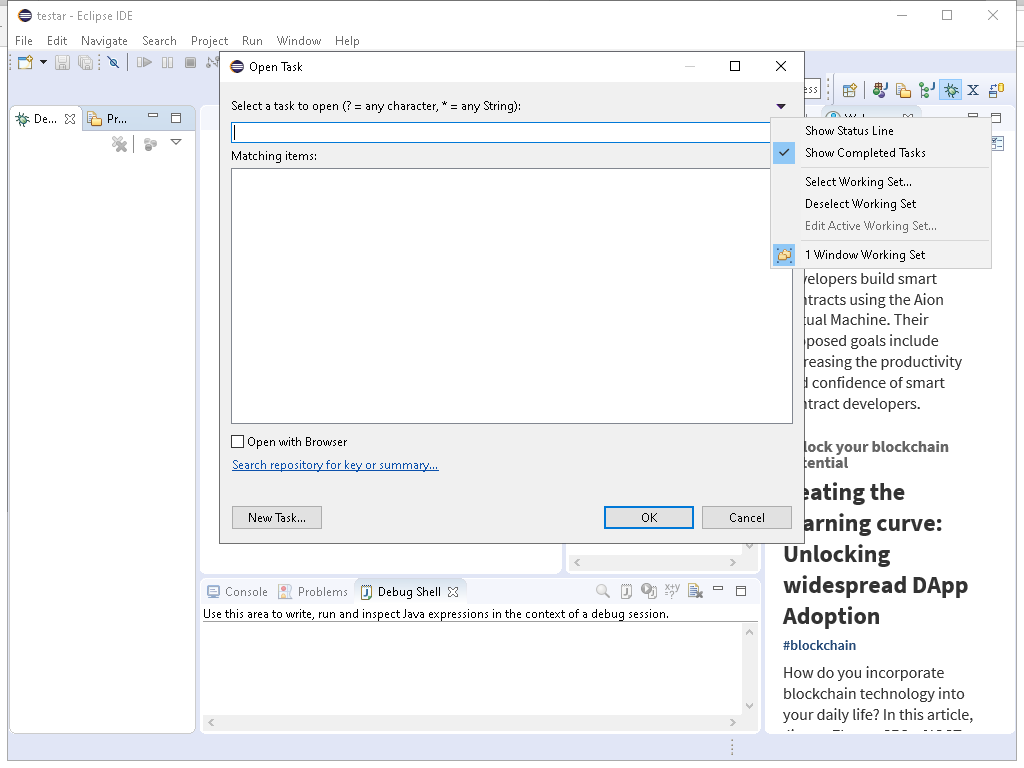 testar - Eclipse IDE
File Edit Navigate Search Project Run Window Help
Open Task
Select a task to open (? = any character, * = any String):
De...
Pr...
Matching items:
Show Status Line
Show Completed Tasks
Select Working Set...
Deselect Working Set
Edit Active Working Set...
1 Window Working Set
velopers build smart
ntracts using the Aion
tual Machine. Their
posed goals include
reasing the productivity
d confidence of smart
ntract developers.
lock your blockchain
tential
eating the
arning curve:
Unlocking
widespread DApp
Adoption
#blockchain
How do you incorporate
blockchain technology into
your daily life? In this article,
Open with Browser
Search repository for key or summary...
New Task...
OK
Cancel
Console
Problems
Debug Shell
Use this area to write, run and inspect Java expressions in the context of a debug session.